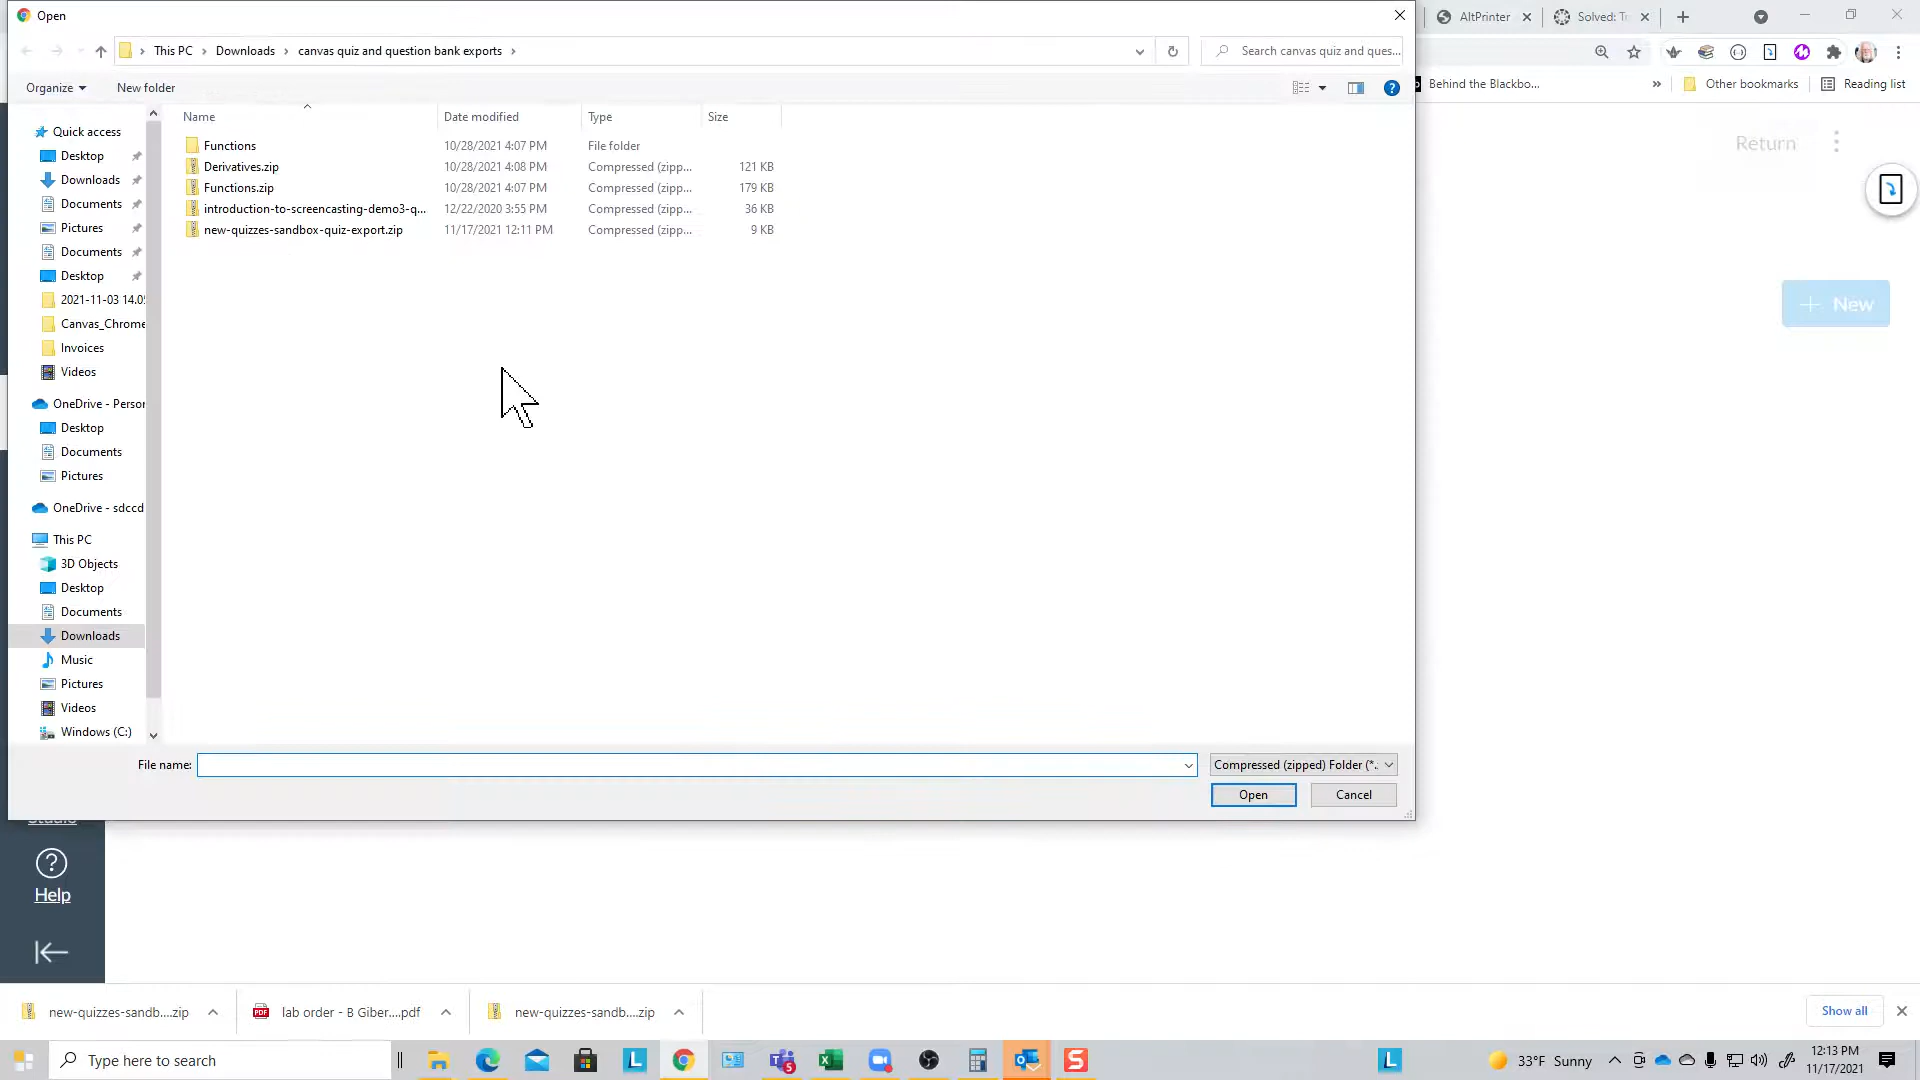 Open
AltPrinter
Solved: Tr
This PC
Downloads
canvas quiz and question bank exports
Search canvas quiz and ques...
Behind the Blackbo...
Other bookmarks
Reading list
Organize
New folder
Name
Date modified
Type
Size
Functions
10/28/2021 4:07 PM
File folder
Derivatives.zip
10/28/2021 4:08 PM
Compressed (zipp...
121 KB
Functions.zip
10/28/2021 4:07 PM
Compressed (zipp...
179 KB
introduction-to-screencasting-demo3-q...
12/22/2020 3:55 PM
Compressed (zipp...
36 KB
new-quizzes-sandbox-quiz-export.zip
11/17/2021 12:11 PM
Compressed (zipp...
9 KB
Return
+ New
Quick access
Desktop
Downloads
Documents
Pictures
Documents
Desktop
2021-11-03 14.0
Canvas_Chrome
Invoices
Videos
OneDrive - Persor
Desktop
Documents
Pictures
OneDrive - sdccd
This PC
3D Objects
Desktop
Documents
Downloads
Music
Pictures
Videos
Windows (C:)
File name:
Compressed (zipped) Folder (*.
Open
Cancel
Studio
Help
new-quizzes-sandb....zip
lab order - B Giber....pdf
new-quizzes-sandb....zip
Show all
Type here to search
33°F Sunny
12:13 PM
11/17/2021